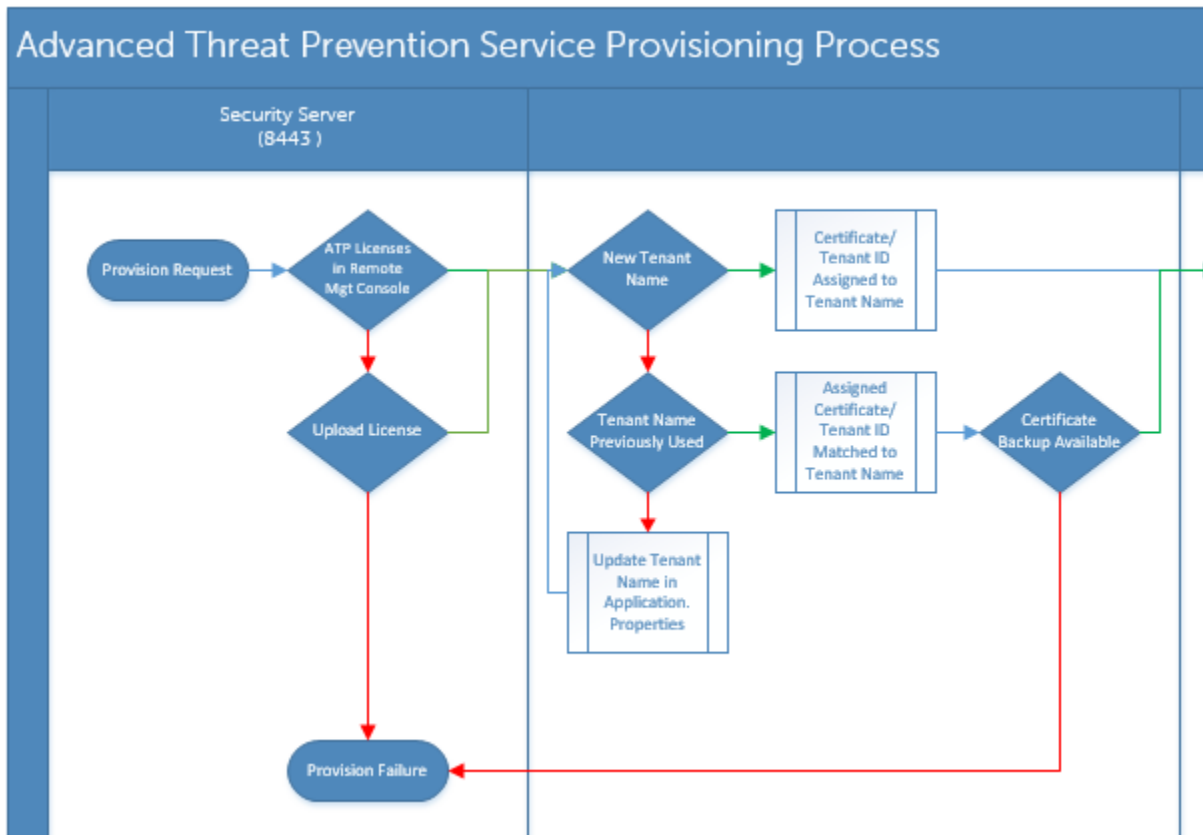 Advanced Threat Prevention Service Provisioning Process
Security Server
(8443 )
Provision Request
ATP Licenses
in Remote
Mgt Console
New Tenant
Name
Certificate/
Tenant ID
Assigned to
Tenant Name
Upload License
Tenant Name
Previously Used
Assigned
Certificate/
Tenant ID
Matched to
Tenant Name
Certificate
Backup Available
Update Tenant
Name in
Application.
Properties
Provision Failure